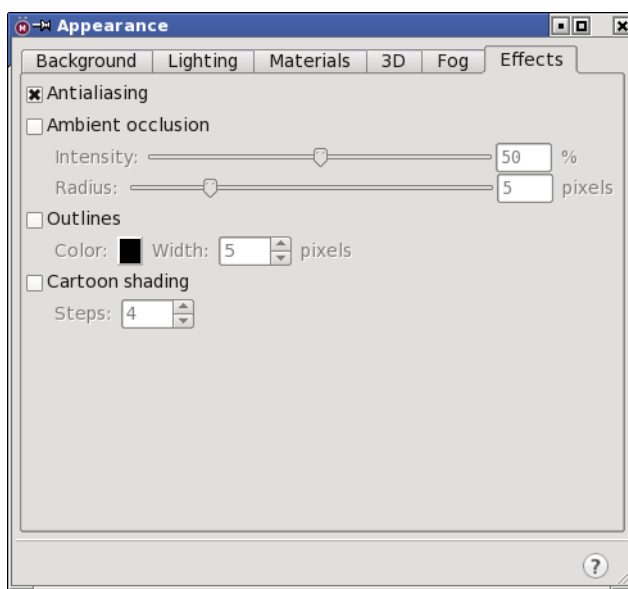 Appearance
Background Lighting Materials 3D Fog Effects
Antialiasing
Ambient occlusion
Intensity: 50 %
Radius: 5 pixels
Outlines
Color: Width: 5 pixels
Cartoon shading
Steps: 4
?